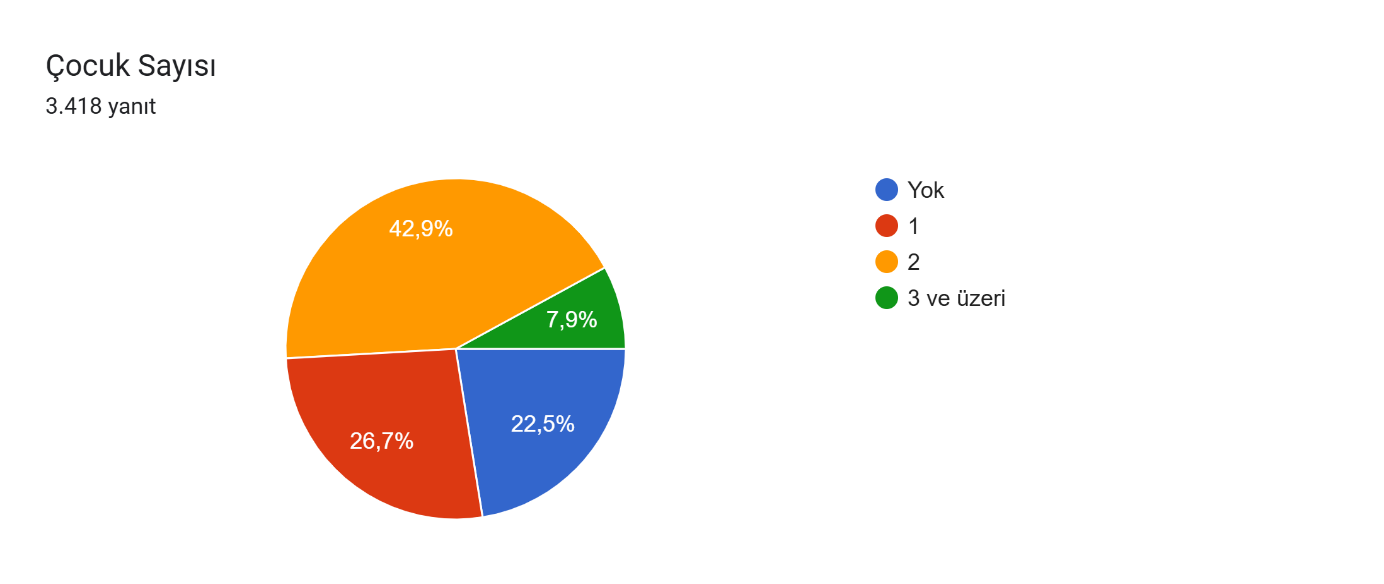 Çocuk Sayısı
3.418 yanıt
42,9%
7,9%
22,5%
26,7%
Yok
1
2
3 ve üzeri